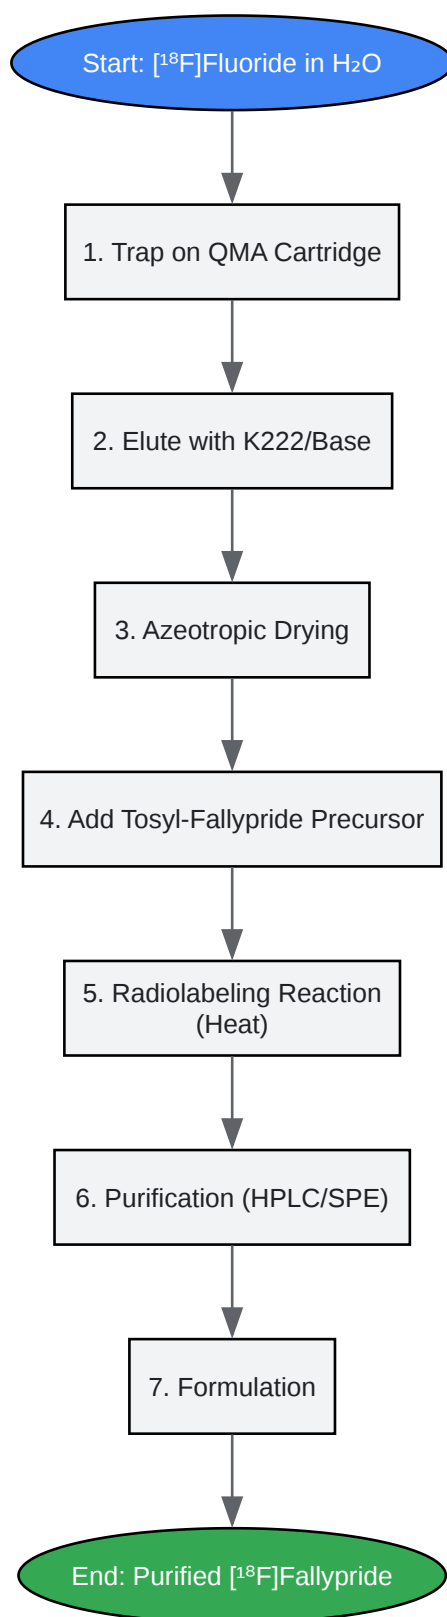 Start: [¹⁸F]Fluoride in H₂O
1. Trap on QMA Cartridge
2. Elute with K222/Base
3. Azeotropic Drying
4. Add Tosyl-Fallypride Precursor
5. Radiolabeling Reaction
(Heat)
6. Purification (HPLC/SPE)
7. Formulation
End: Purified [¹⁸F]Fallypride